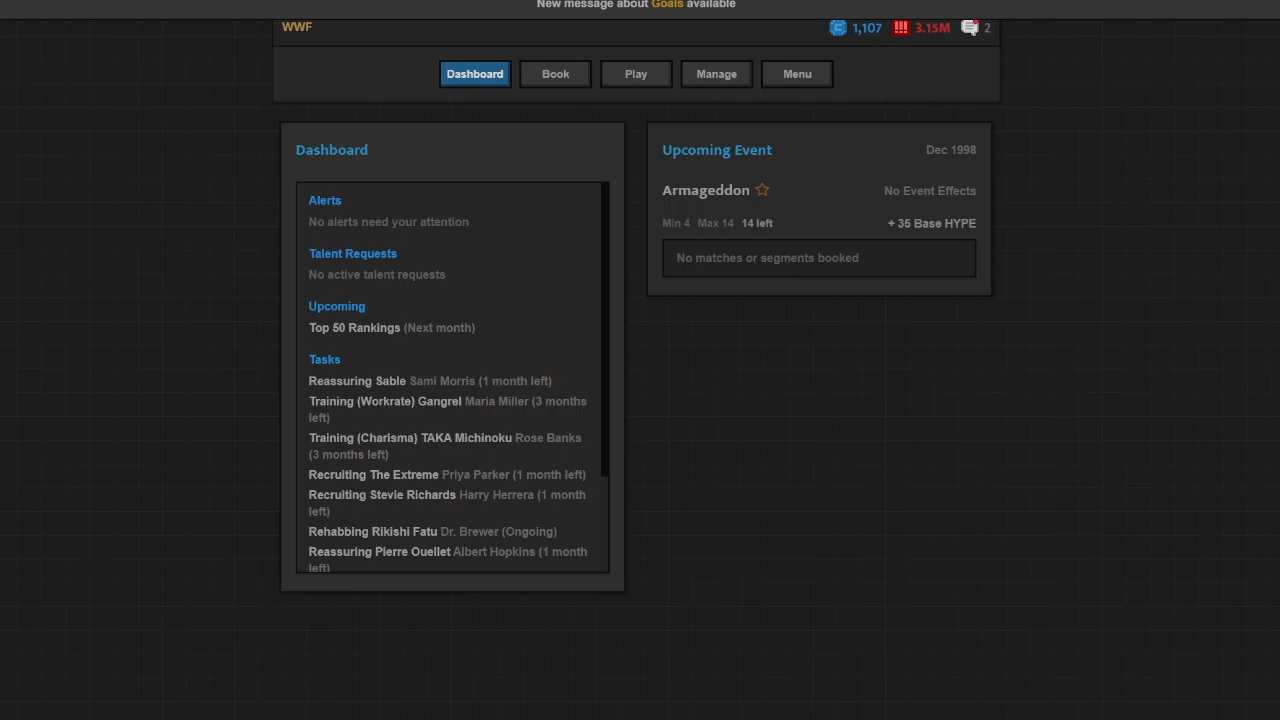 New message about Goals available
WWF
1,107
3.15M
2
Dashboard
Book
Play
Manage
Menu
Dashboard
Alerts
No alerts need your attention
Talent Requests
No active talent requests
Upcoming
Top 50 Rankings (Next month)
Tasks
Reassuring Sable Sami Morris (1 month left)
Training (Workrate) Gangrel Maria Miller (3 months
left)
Training (Charisma) TAKA Michinoku Rose Banks
(3 months left)
Recruiting The Extreme Priya Parker (1 month left)
Recruiting Stevie Richards Harry Herrera (1 month
left)
Rehabbing Rikishi Fatu Dr. Brewer (Ongoing)
Reassuring Pierre Ouellet Albert Hopkins (1 month
left)
Upcoming Event
Dec 1998
Armageddon
No Event Effects
Min 4 Max 14 14 left
+ 35 Base HYPE
No matches or segments booked